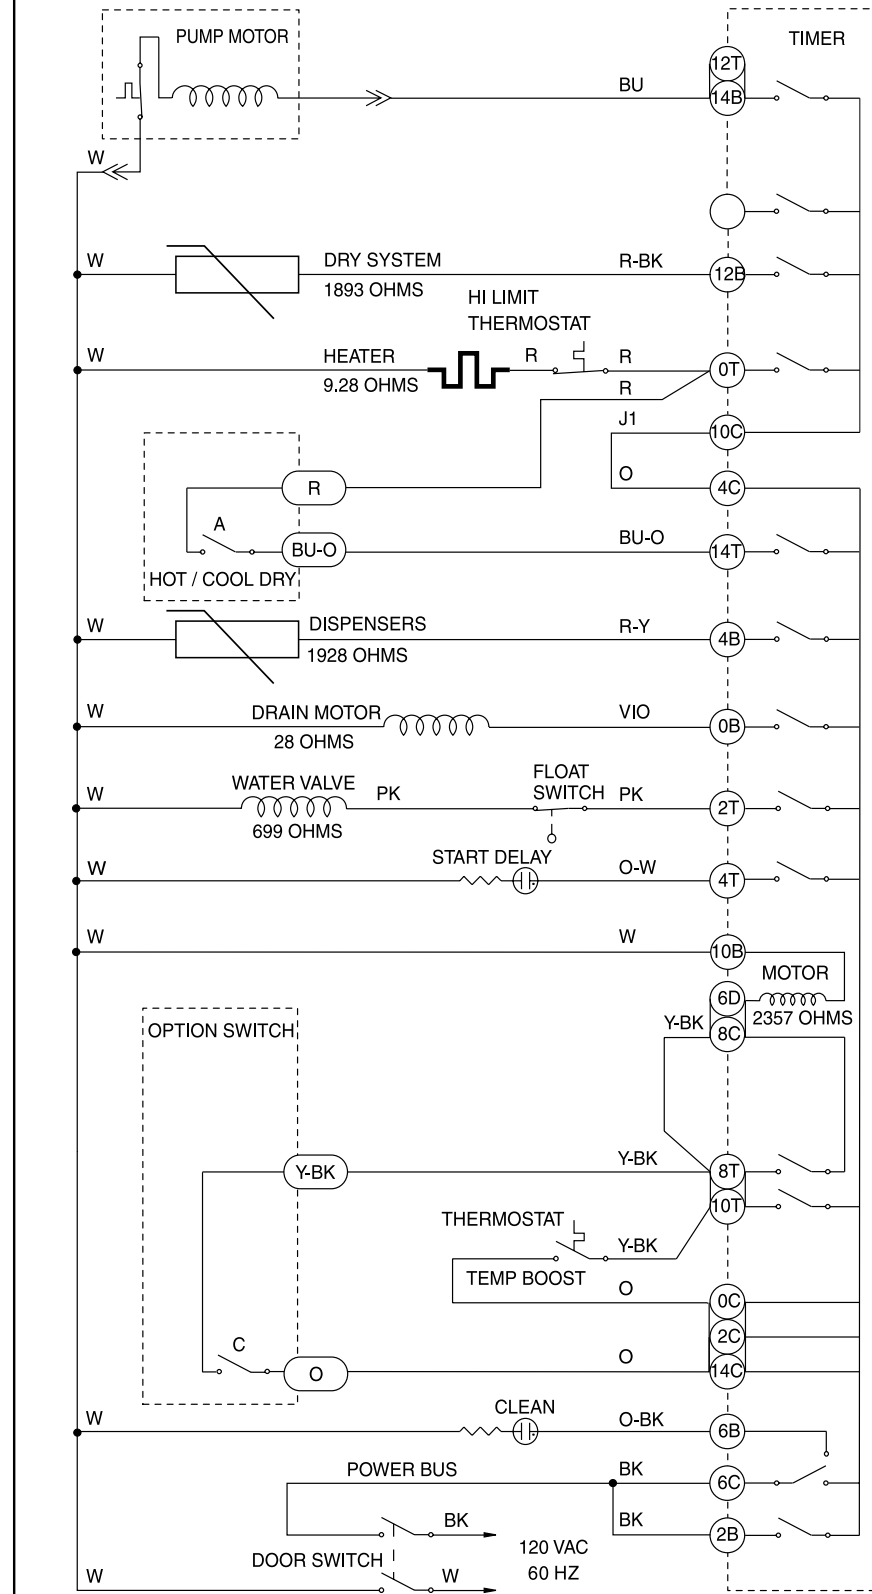 PUMP MOTOR
TIMER
12T
BU
14B
W
W
DRY SYSTEM
R-BK
12B
1893 OHMS
HI LIMIT
THERMOSTAT
W
HEATER
R
R
0T
9.28 OHMS
R
J1
10C
O
4C
R
A
BU-O
BU-O
14T
HOT / COOL DRY
W
DISPENSERS
R-Y
4B
1928 OHMS
W
DRAIN MOTOR
VIO
0B
28 OHMS
WATER VALVE
FLOAT
SWITCH
W
PK
PK
2T
699 OHMS
START DELAY
W
O-W
4T
W
W
10B
MOTOR
6D
2357 OHMS
OPTION SWITCH
Y-BK
8C
Y-BK
Y-BK
8T
10T
THERMOSTAT
Y-BK
TEMP BOOST
O
0C
2C
C
O
O
14C
CLEAN
W
O-BK
6B
POWER BUS
BK
6C
BK
BK
2B
120 VAC
60 HZ
DOOR SWITCH
W
W